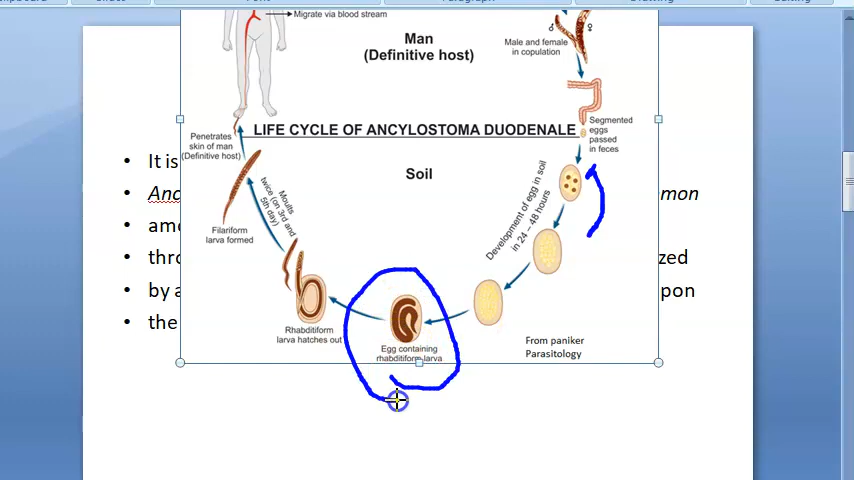 Migrate via blood stream
Man
(Definitive host)
Male and female
in copulation
Segmented
eggs
passed
in feces
LIFE CYCLE OF ANCYLOSTOMA DUODENALE
Penetrates
skin of man
(Definitive host)
Soil
Development of egg in soil
in 24 – 48 hours
Moults
twice (on 3rd and
5th day)
Filariform
larva formed
Rhabditiform
larva hatches out
Egg containing
rhabditiform larva
From paniker
Parasitology
• It is
• Anc mon
• amo
• thro zed
• by a pon
• the